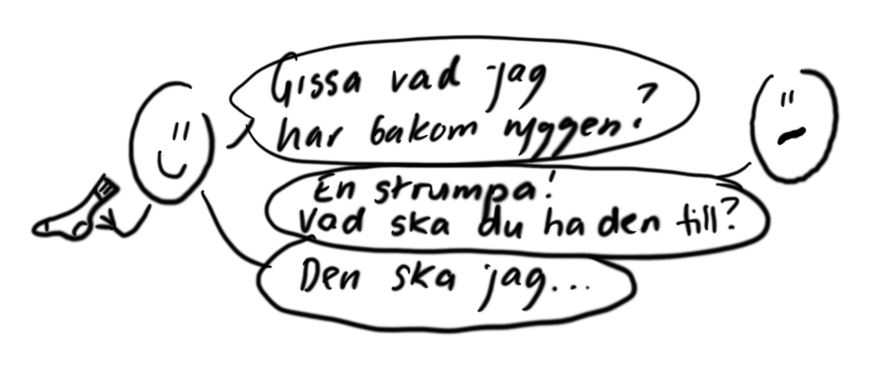 Gissa vad jag
har bakom ryggen?
En strumpa!
Vad ska du ha den till?
Den ska jag...